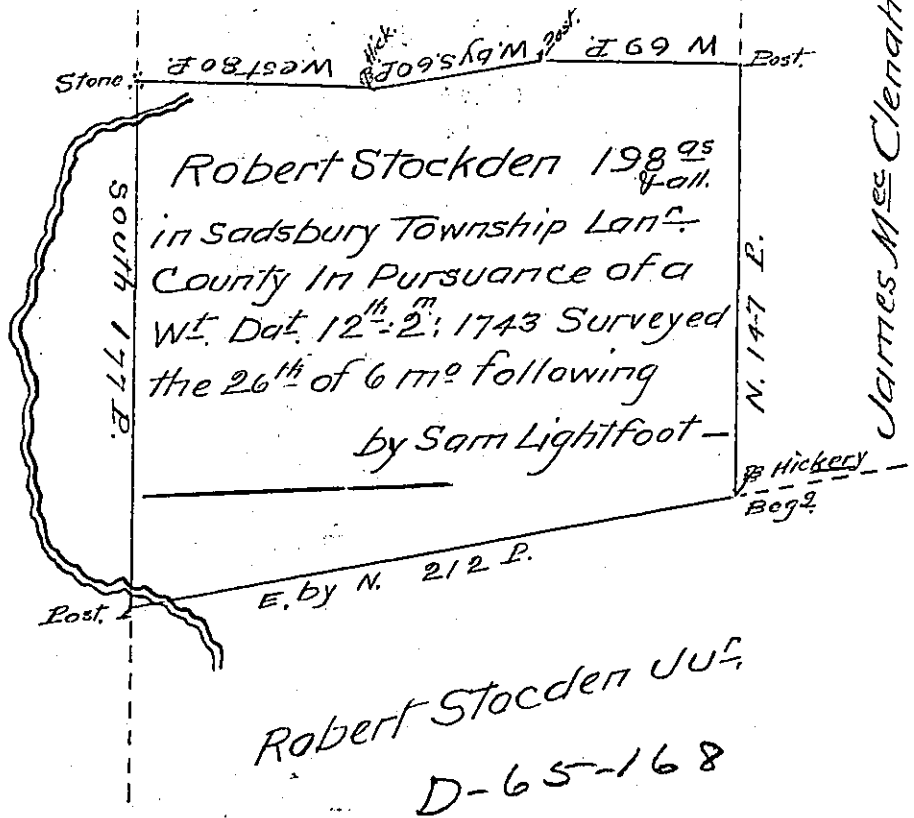 West 80 P.
Hick.
W. by S. 60 P.
Post.
W 69 P.
Stone.
Post.
James Mcc Clenah
Robert Stockden 198 as
& all.
in Sadsbury Township Lanr.
County In Pursuance of a
Wt. Dat. 12th: 2m: 1743 Surveyed
the 26th of 6 mo following
by Sam Lightfoot —
South 177 P.
N. 147 P.
B Hickery
Beg.
E. by N. 212 P.
Post.
Robert Stocden Jur.
D-65-168